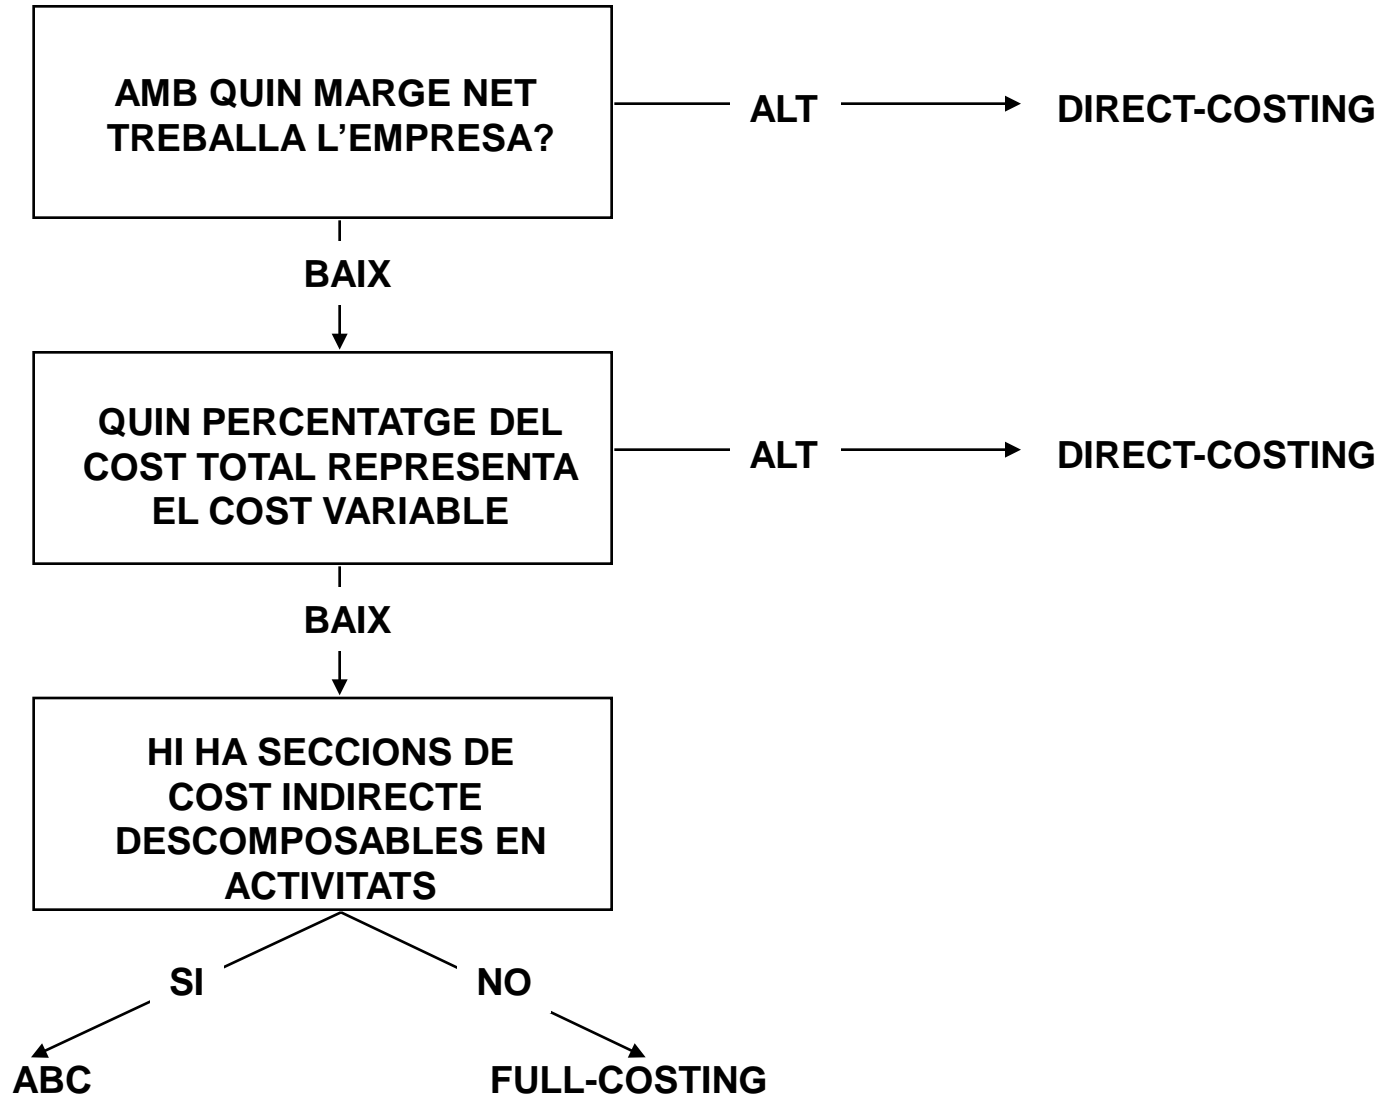 AMB QUIN MARGE NET
TREBALLA L’EMPRESA?
ALT
DIRECT-COSTING
BAIX
QUIN PERCENTATGE DEL
COST TOTAL REPRESENTA
EL COST VARIABLE
ALT
DIRECT-COSTING
BAIX
HI HA SECCIONS DE
COST INDIRECTE
DESCOMPOSABLES EN
ACTIVITATS
SI
NO
ABC
FULL-COSTING